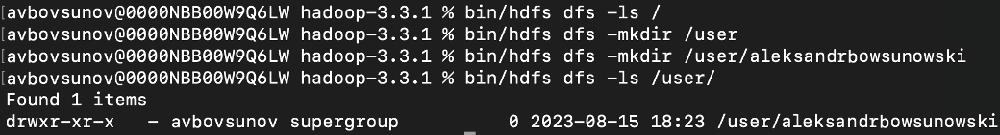 [avbovsunov@0000NBB00W9Q6LW hadoop-3.3.1 % bin/hdfs dfs -ls /
[avbovsunov@0000NBB00W9Q6LW hadoop-3.3.1 % bin/hdfs dfs -mkdir /user
[avbovsunov@0000NBB00W9Q6LW hadoop-3.3.1 % bin/hdfs dfs -mkdir /user/aleksandrbowsunowski
[avbovsunov@0000NBB00W9Q6LW hadoop-3.3.1 % bin/hdfs dfs -ls /user/
Found 1 items
drwxr-xr-x   - avbovsunov supergroup          0 2023-08-15 18:23 /user/aleksandrbowsunowski